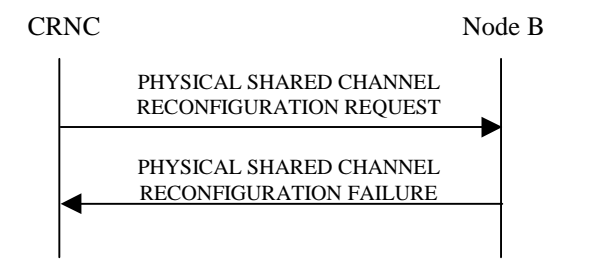 CRNC
Node B
PHYSICAL SHARED CHANNEL
RECONFIGURATION REQUEST
PHYSICAL SHARED CHANNEL
RECONFIGURATION FAILURE